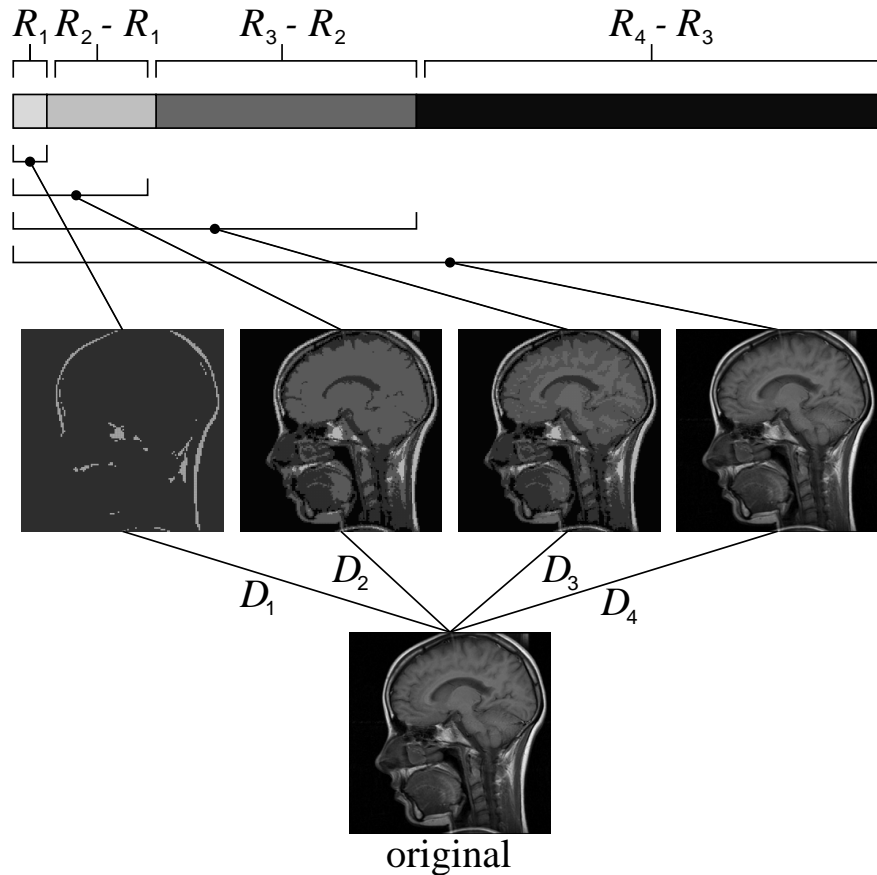 R₁ R₂ - R₁ R₃ - R₂ R₄ - R₃
D₁ D₂ D₃ D₄
original